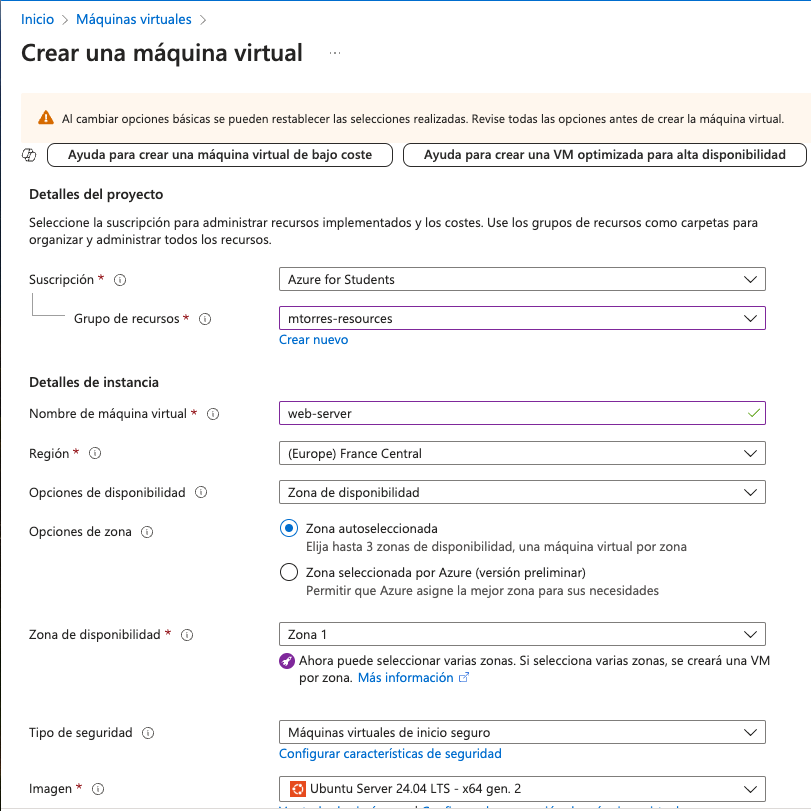 Inicio > Máquinas virtuales >
Crear una máquina virtual ...
Al cambiar opciones básicas se pueden restablecer las selecciones realizadas. Revise todas las opciones antes de crear la máquina virtual.
Ayuda para crear una máquina virtual de bajo coste Ayuda para crear una VM optimizada para alta disponibilidad
Detalles del proyecto
Seleccione la suscripción para administrar recursos implementados y los costes. Use los grupos de recursos como carpetas para
organizar y administrar todos los recursos.
Suscripción * Azure for Students
Grupo de recursos * mtorres-resources
Crear nuevo
Detalles de instancia
Nombre de máquina virtual * web-server
Región * (Europe) France Central
Opciones de disponibilidad Zona de disponibilidad
Opciones de zona Zona autoseleccionada
Elija hasta 3 zonas de disponibilidad, una máquina virtual por zona
Zona seleccionada por Azure (versión preliminar)
Permitir que Azure asigne la mejor zona para sus necesidades
Zona de disponibilidad * Zona 1
Ahora puede seleccionar varias zonas. Si selecciona varias zonas, se creará una VM
por zona. Más información
Tipo de seguridad Máquinas virtuales de inicio seguro
Configurar características de seguridad
Imagen * Ubuntu Server 24.04 LTS - x64 gen. 2